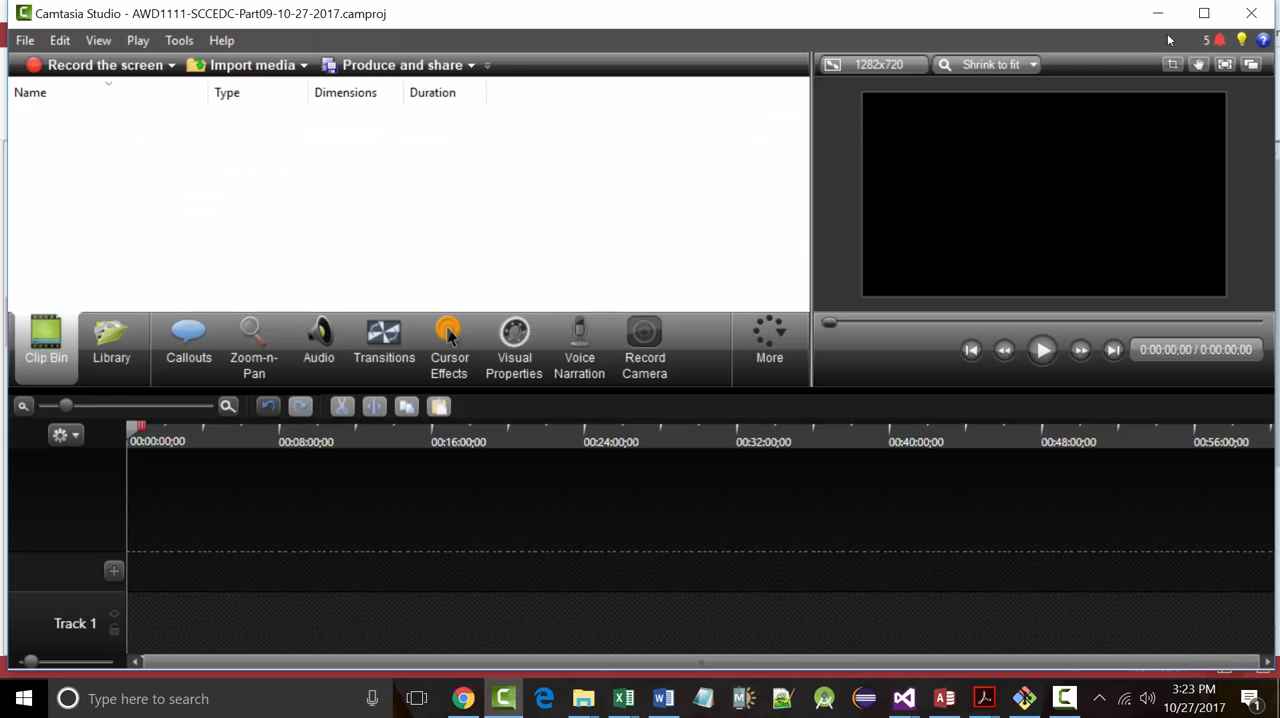 Camtasia Studio - AWD1111-SCCEDC-Part09-10-27-2017.camproj
File Edit View Play Tools Help 5
Record the screen Import media Produce and share 1282x720 Shrink to fit
Name Type Dimensions Duration
Clip Bin Library Callouts Zoom-n-Pan Audio Transitions Cursor Effects Visual Properties Voice Narration Record Camera More
0:00:00;00 / 0:00:00;00
00:00:00;00 00:08:00;00 00:16:00;00 00:24:00;00 00:32:00;00 00:40:00;00 00:48:00;00 00:56:00;00
Track 1
Type here to search
3:23 PM
10/27/2017